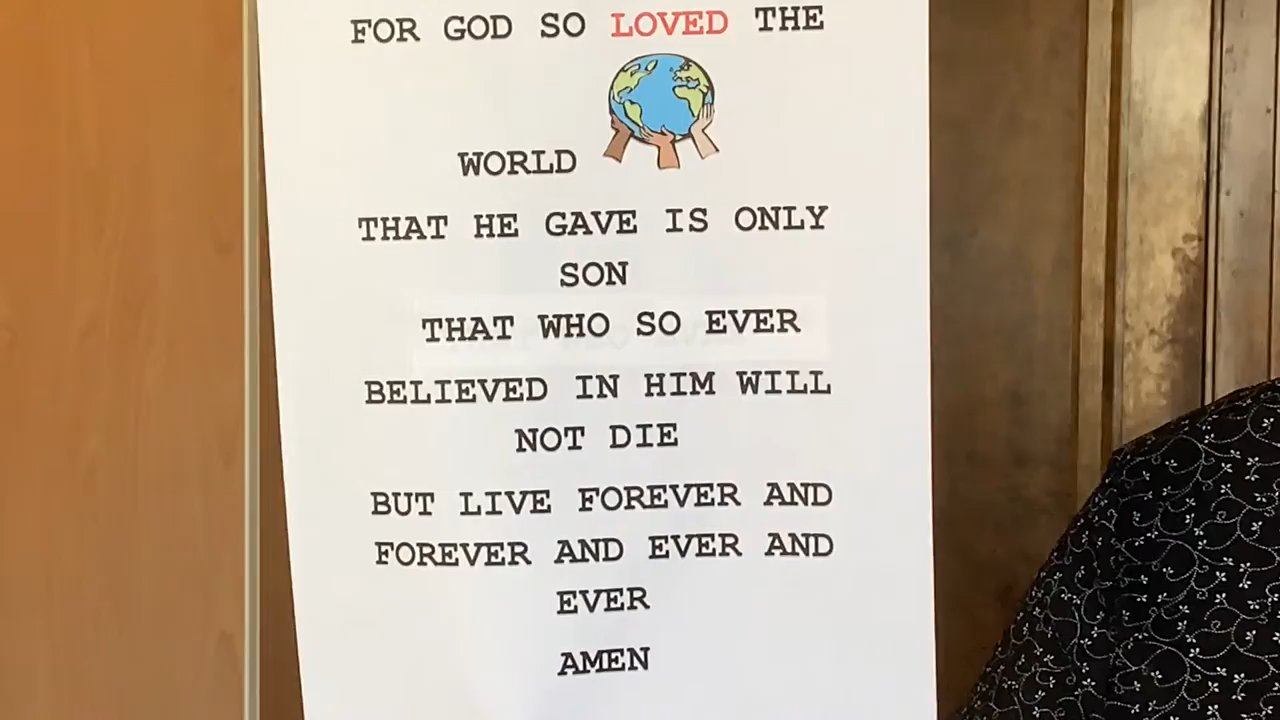 FOR GOD SO LOVED THE
WORLD
THAT HE GAVE IS ONLY
SON
THAT WHO SO EVER
BELIEVED IN HIM WILL
NOT DIE
BUT LIVE FOREVER AND
FOREVER AND EVER AND
EVER
AMEN